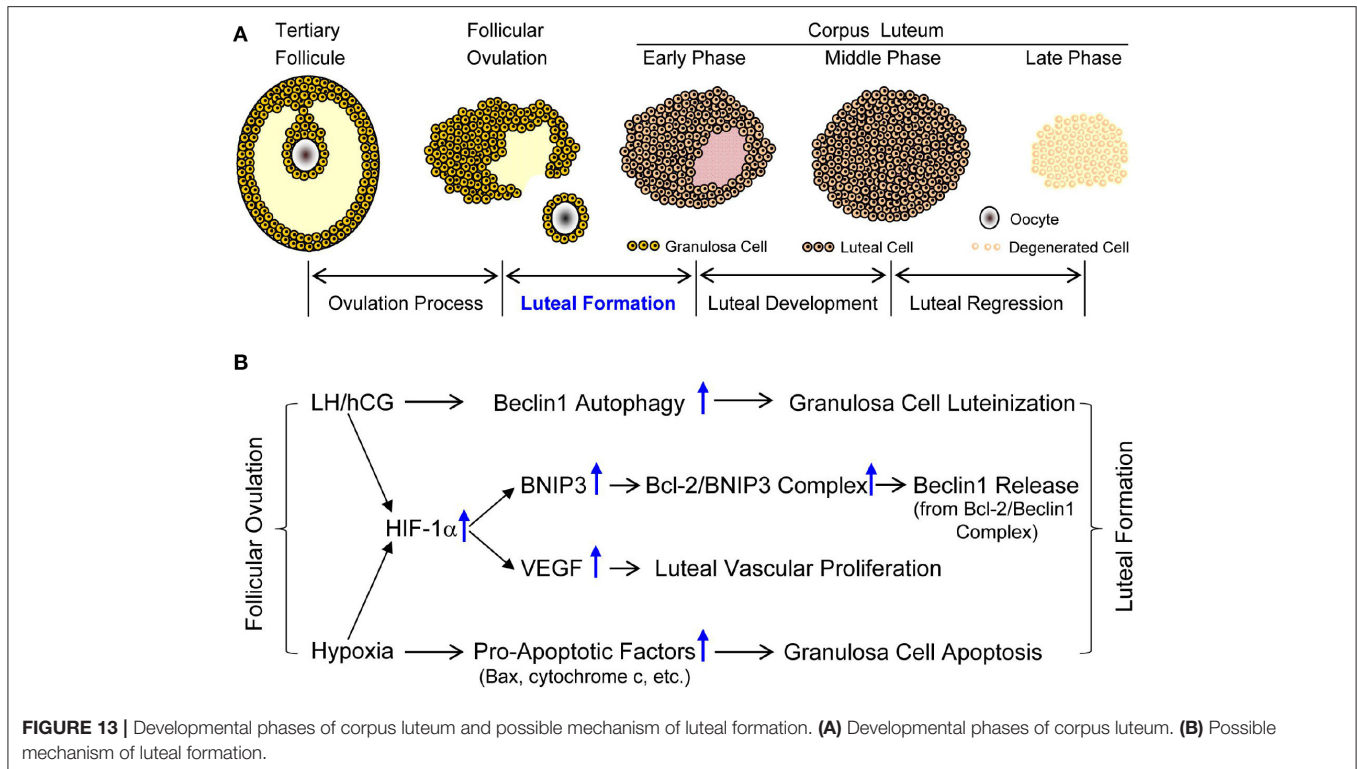 A
Tertiary
Follicule
Follicular
Ovulation
Corpus Luteum
Early Phase
Middle Phase
Late Phase
Oocyte
Granulosa Cell
Luteal Cell
Degenerated Cell
Ovulation Process
Luteal Formation
Luteal Development
Luteal Regression
B
Follicular Ovulation
LH/hCG
Beclin1 Autophagy
Granulosa Cell Luteinization
HIF-1α
BNIP3
Bcl-2/BNIP3 Complex
Beclin1 Release
(from Bcl-2/Beclin1
Complex)
VEGF
Luteal Vascular Proliferation
Hypoxia
Pro-Apoptotic Factors
(Bax, cytochrome c, etc.)
Granulosa Cell Apoptosis
Luteal Formation
FIGURE 13 | Developmental phases of corpus luteum and possible mechanism of luteal formation. (A) Developmental phases of corpus luteum. (B) Possible
mechanism of luteal formation.